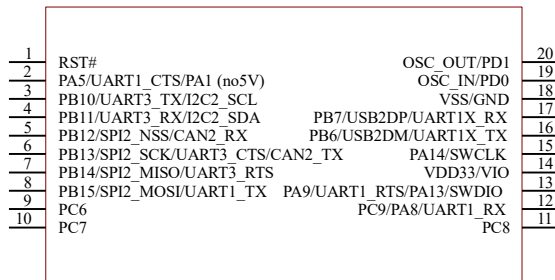 1 RST# OSC_OUT/PD1 20
2 PA5/UART1_CTS/PA1 (no5V) OSC_IN/PD0 19
3 PB10/UART3_TX/I2C2_SCL VSS/GND 18
4 PB11/UART3_RX/I2C2_SDA PB7/USB2DP/UART1X_RX 17
5 PB12/SPI2_NSS/CAN2_RX PB6/USB2DM/UART1X_TX 16
6 PB13/SPI2_SCK/UART3_CTS/CAN2_TX PA14/SWCLK 15
7 PB14/SPI2_MISO/UART3_RTS VDD33/VIO 14
8 PB15/SPI2_MOSI/UART1_TX PA9/UART1_RTS/PA13/SWDIO 13
9 PC6 PC9/PA8/UART1_RX 12
10 PC7 PC8 11